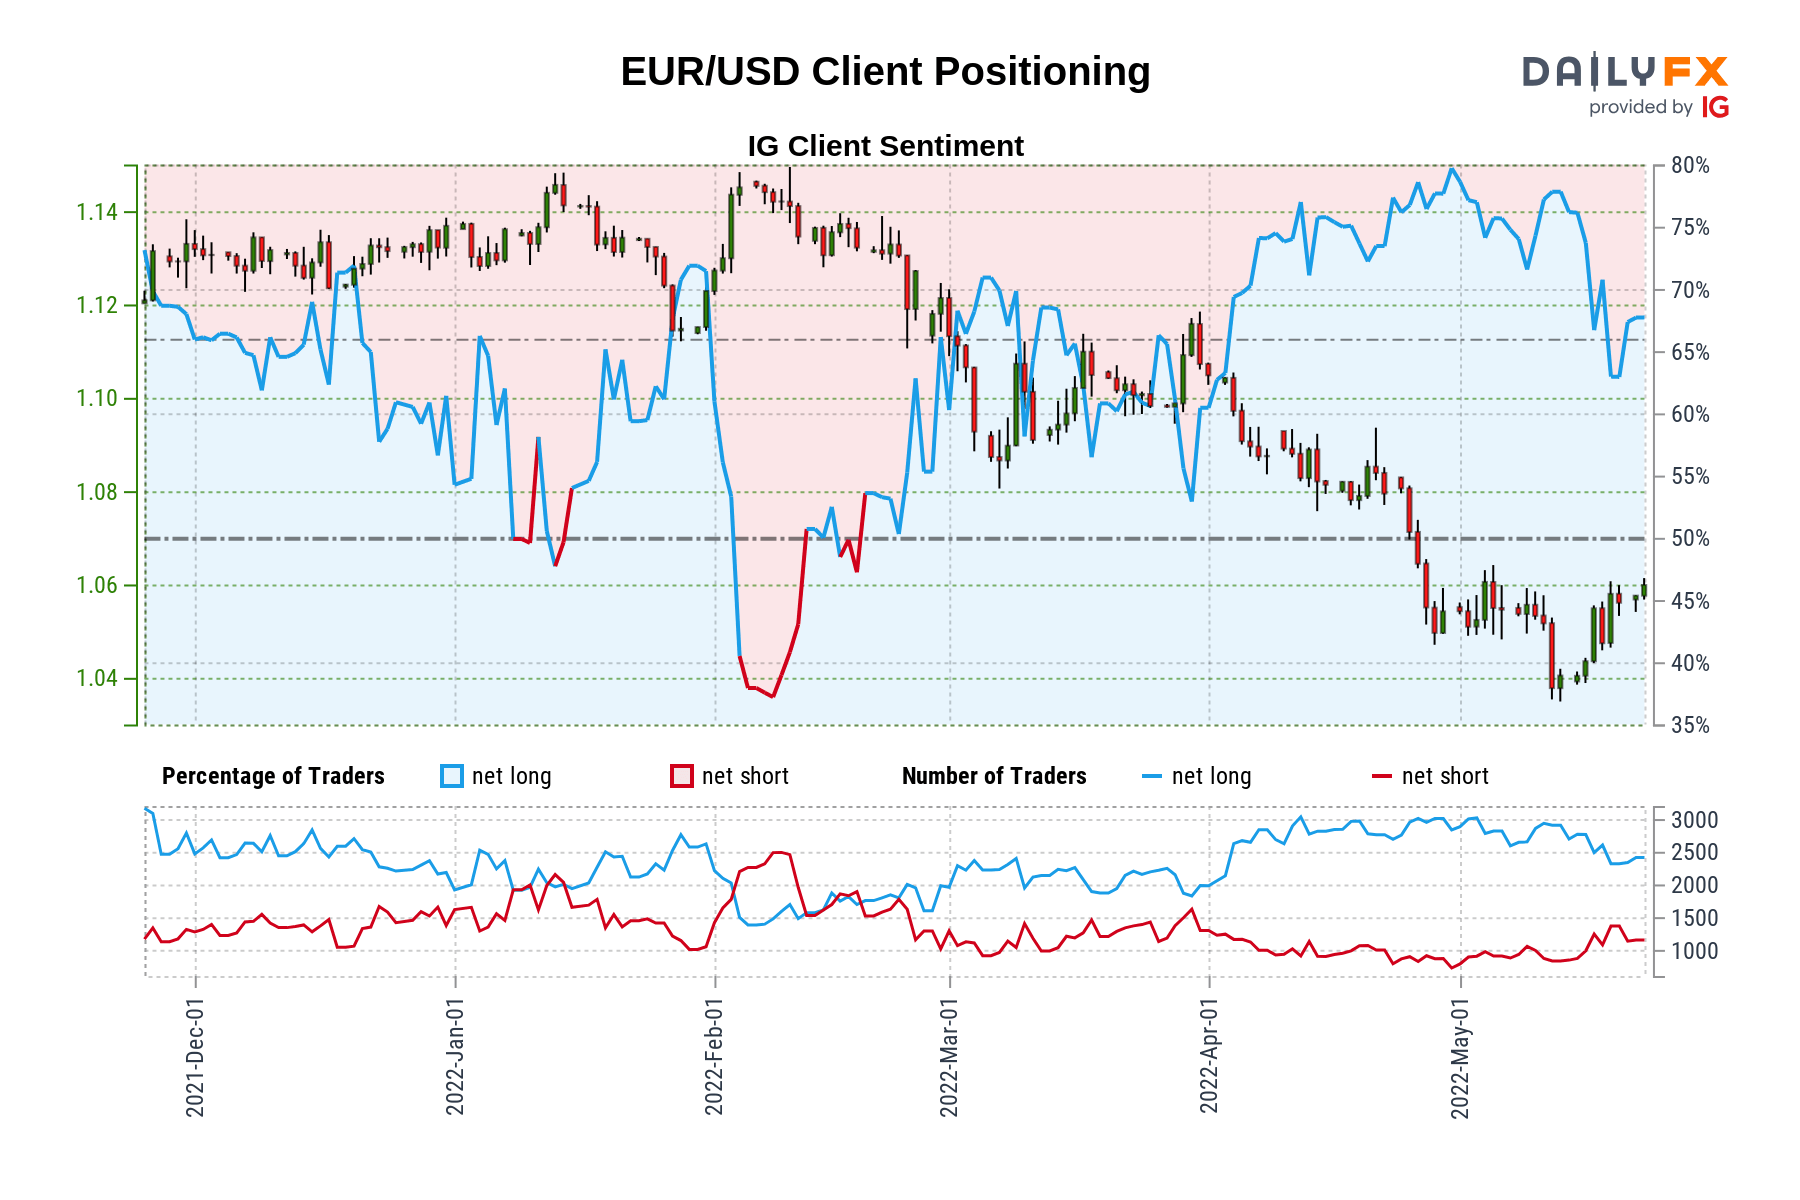 EUR/USD Client Positioning
DAILYFX
provided by IG
IG Client Sentiment
1.14
1.12
1.10
1.08
1.06
1.04
80%
75%
70%
65%
60%
55%
50%
45%
40%
35%
Percentage of Traders net long net short Number of Traders net long net short
3000
2500
2000
1500
1000
2021-Dec-01
2022-Jan-01
2022-Feb-01
2022-Mar-01
2022-Apr-01
2022-May-01